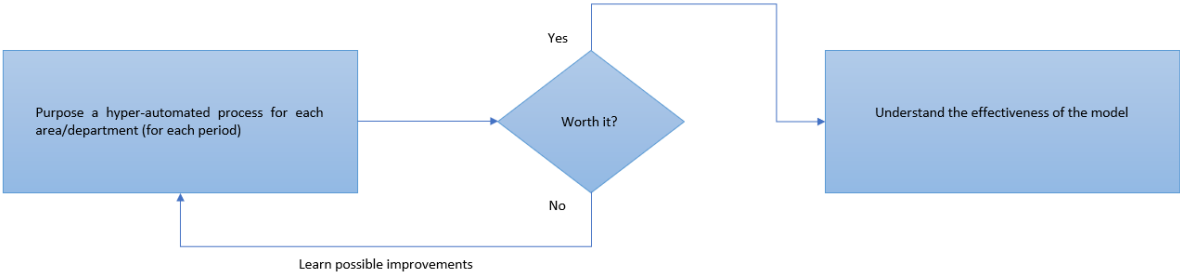 Yes
Purpose a hyper-automated process for each
area/department (for each period)
Worth it?
Understand the effectiveness of the model
No
Learn possible improvements